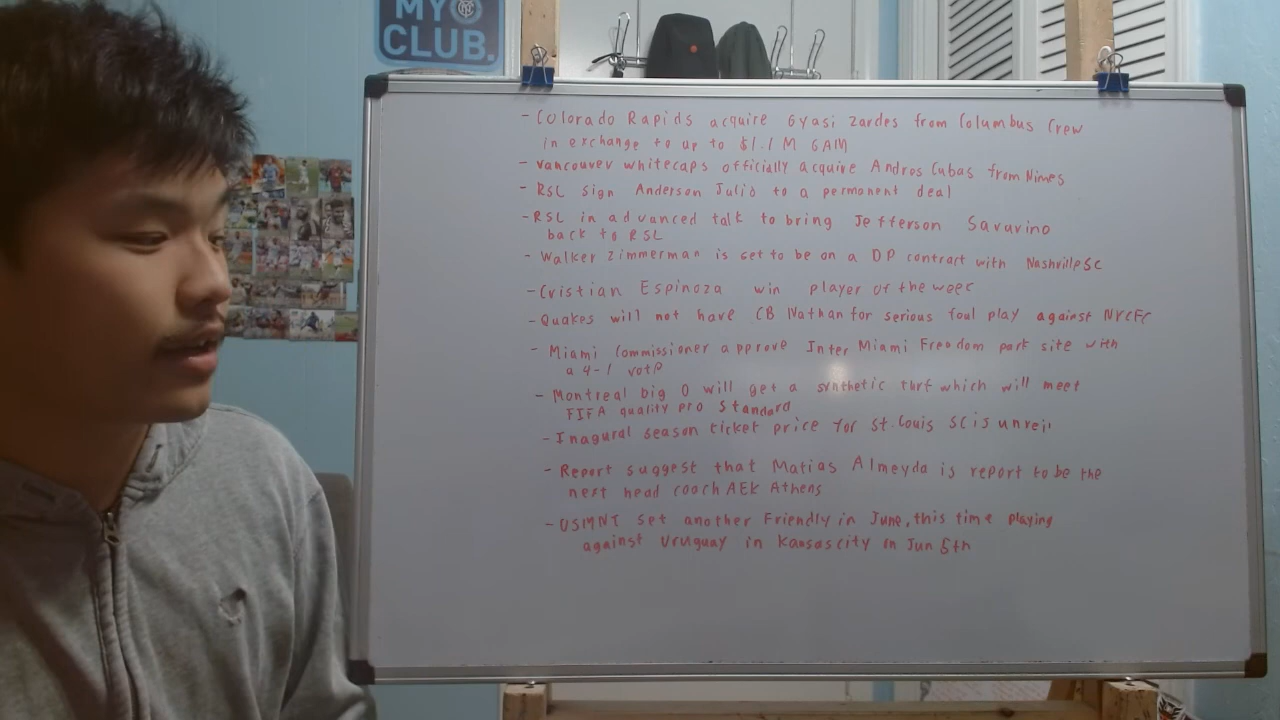 MY
CLUB.
- Colorado Rapids acquire Gyasi Zardes from Columbus Crew
in exchange to up to $1.1 M GAM
- Vancouver whitecaps officially acquire Andros Cubas from Nimes
- RSL sign Anderson Julio to a permanent deal
- RSL in advanced talk to bring Jefferson Savarino
back to RSL
- Walker Zimmerman is set to be on a DP contract with Nashville SC
- Cristian Espinoza win player of the week
- Quakes will not have CB Nathan for serious foul play against NYCFC
- Miami Commissioner approve Inter Miami Freedom park site with
a 4-1 vote
- Montreal big O will get a synthetic turf which will meet
FIFA quality pro Standard
- Inagural season ticket price for St. Louis SC is unveil
- Report suggest that Matias Almeyda is report to be the
next head coach AEK Athens
- USMNT set another Friendly in June, this time playing
against Uruguay in Kansas city on Jun 5th